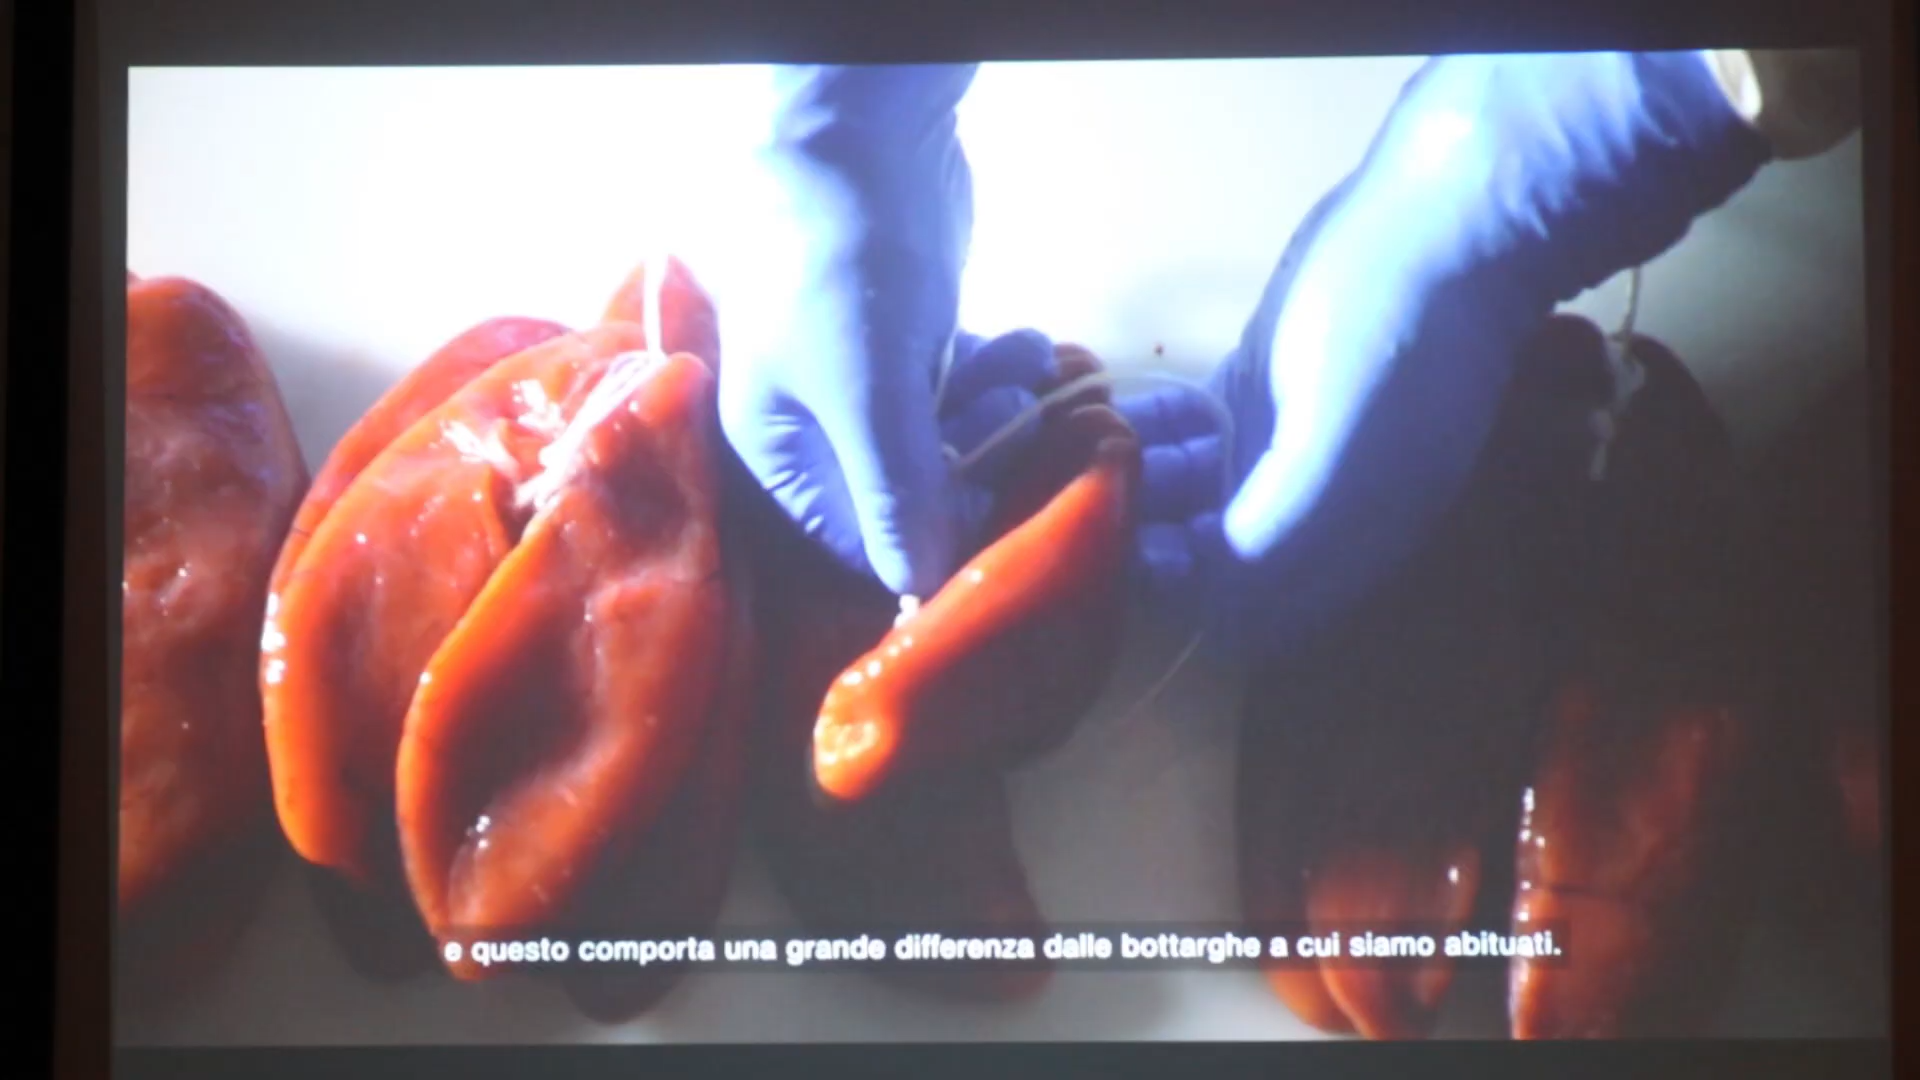 e questo comporta una grande differenza dalle bottarghe a cui siamo abituati.